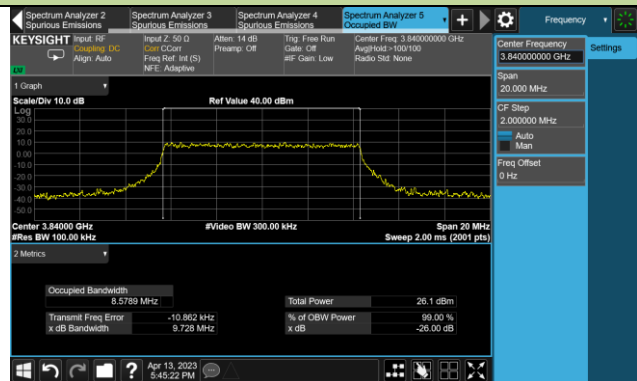 Spectrum Analyzer 2
Spurious Emissions
Spectrum Analyzer 3
Spurious Emissions
Spectrum Analyzer 4
Spurious Emissions
Spectrum Analyzer 5
Occupied BW
Frequency
KEYSIGHT
Input: RF
Coupling: DC
Align: Auto
Input Z: 50 Ω
Corr CCorr
Freq Ref: Int (S)
NFE: Adaptive
Atten: 14 dB
Preamp: Off
Trig: Free Run
Gate: Off
#IF Gain: Low
Center Freq: 3.840000000 GHz
Avg|Hold:>100/100
Radio Std: None
Center Frequency
3.840000000 GHz
Settings
Span
20.000 MHz
CF Step
2.000000 MHz
Auto
Man
Freq Offset
0 Hz
1 Graph
Scale/Div 10.0 dB
Ref Value 40.00 dBm
Log
30.0
20.0
10.0
0.00
-10.0
-20.0
-30.0
-40.0
-50.0
Center 3.84000 GHz
#Video BW 300.00 kHz
Span 20 MHz
#Res BW 100.00 kHz
Sweep 2.00 ms (2001 pts)
2 Metrics
Occupied Bandwidth
8.5789 MHz
Total Power
26.1 dBm
Transmit Freq Error
-10.862 kHz
% of OBW Power
99.00 %
x dB Bandwidth
9.728 MHz
x dB
-26.00 dB
Apr 13, 2023
5:45:22 PM